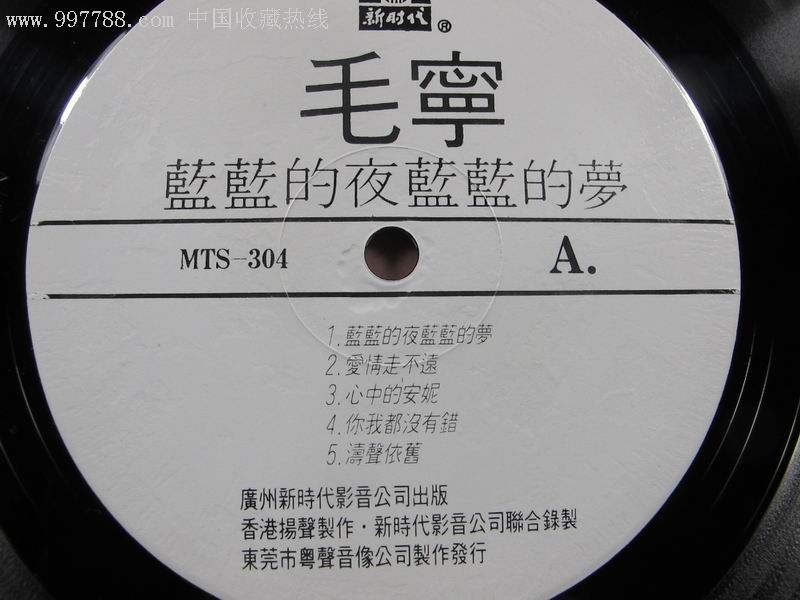 www.997788.com 中国收藏热线
新时代
®
毛寧
藍藍的夜藍藍的夢
MTS-304 A.
1.藍藍的夜藍藍的夢
2.愛情走不遠
3.心中的安妮
4.你我都沒有錯
5.濤聲依舊
廣州新時代影音公司出版
香港揚聲製作·新時代影音公司聯合錄製
東莞市粤聲音像公司製作發行